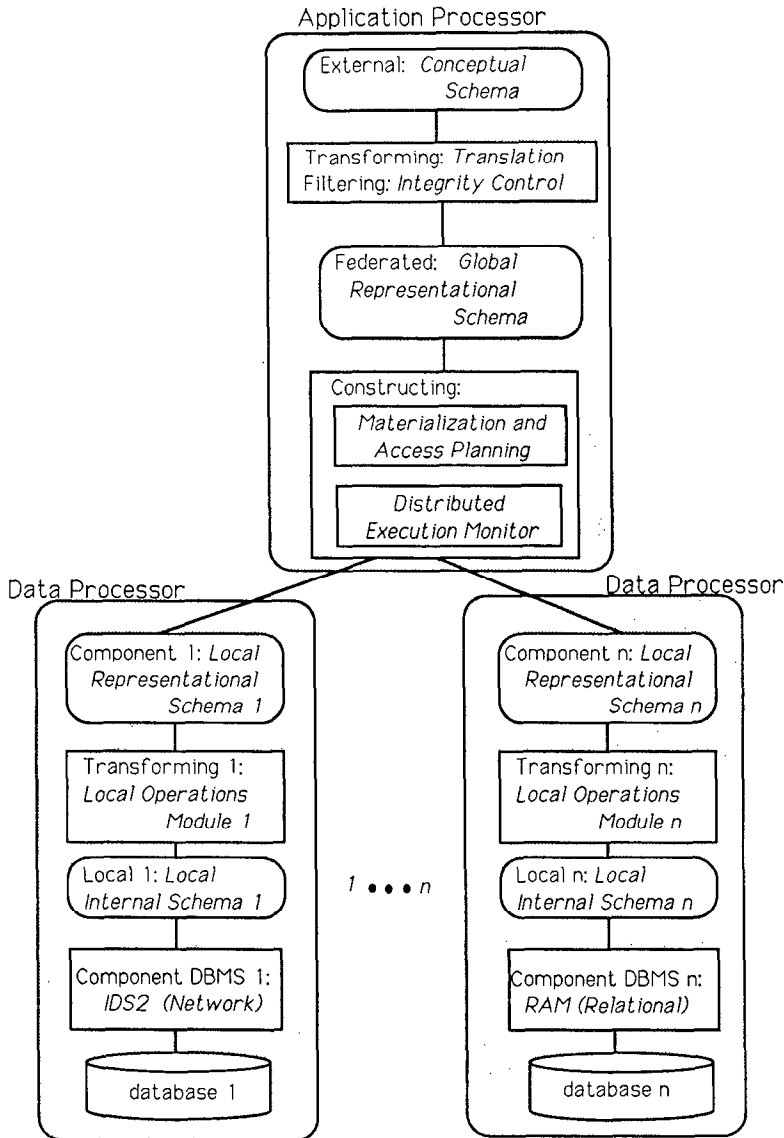 Application Processor
External: Conceptual
Schema
Transforming: Translation
Filtering: Integrity Control
Federated: Global
Representational
Schema
Constructing:
Materialization and
Access Planning
Distributed
Execution Monitor
Data Processor
Component 1: Local
Representational
Schema 1
Transforming 1:
Local Operations
Module 1
Local 1: Local
Internal Schema 1
Component DBMS 1:
IDS2 (Network)
database 1
1 •••• n
Data Processor
Component n: Local
Representational
Schema n
Transforming n:
Local Operations
Module n
Local n: Local
Internal Schema n
Component DBMS n:
RAM (Relational)
database n